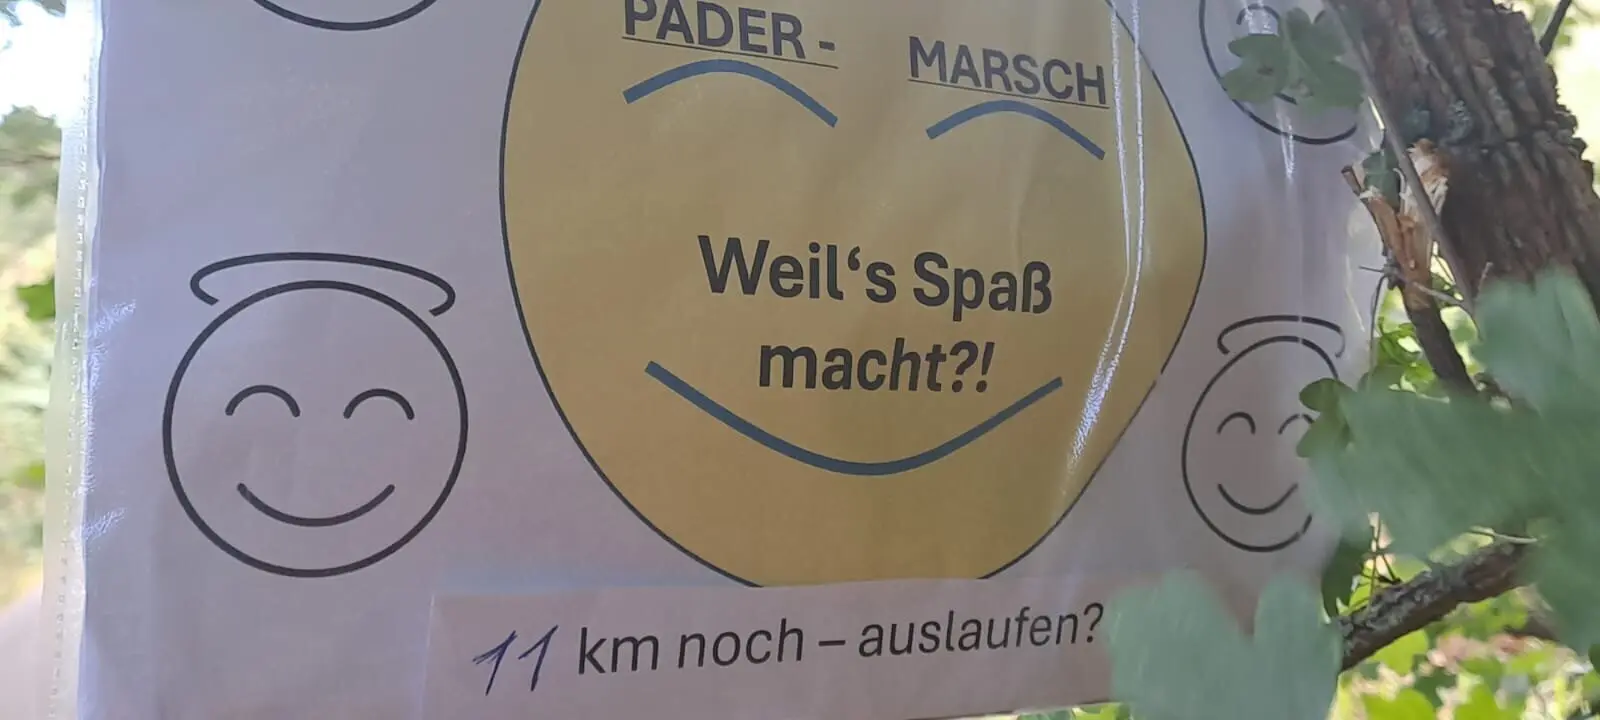 PADER - MARSCH
Weil‘s Spaß
macht?!
11 km noch – auslaufen?